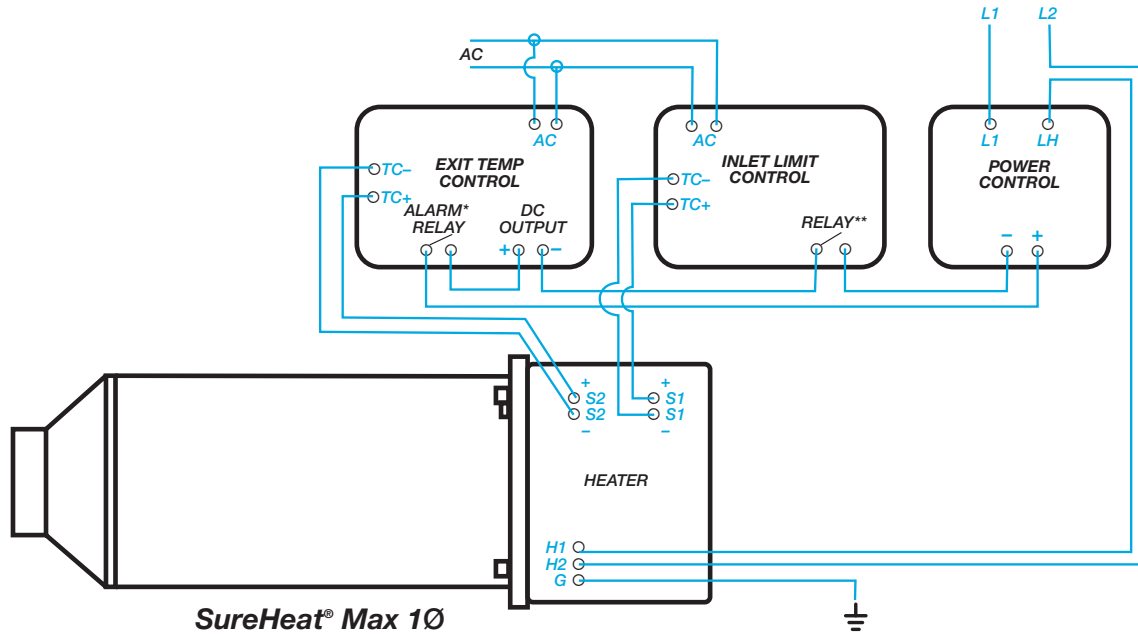 L1 L2
AC
AC
EXIT TEMP
CONTROL
TC–
TC+
ALARM*
RELAY
DC
OUTPUT
+ –
AC
INLET LIMIT
CONTROL
TC–
TC+
RELAY**
L1 LH
POWER
CONTROL
– +
+ +
S2 S1
S2 S1
– –
HEATER
H1
H2
G
SureHeat® Max 1Ø